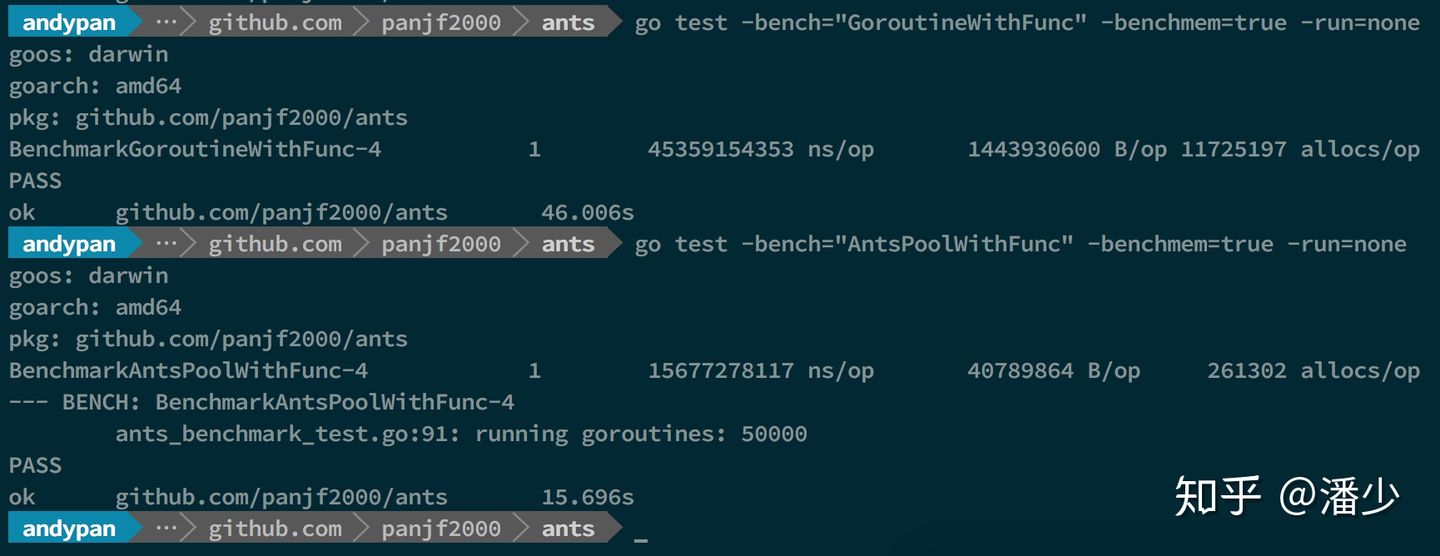 andypan ··· github.com panjf2000 ants go test -bench="GoroutineWithFunc" -benchmem=true -run=none
goos: darwin
goarch: amd64
pkg: github.com/panjf2000/ants
BenchmarkGoroutineWithFunc-4 1 45359154353 ns/op 1443930600 B/op 11725197 allocs/op
PASS
ok github.com/panjf2000/ants 46.006s
andypan ··· github.com panjf2000 ants go test -bench="AntsPoolWithFunc" -benchmem=true -run=none
goos: darwin
goarch: amd64
pkg: github.com/panjf2000/ants
BenchmarkAntsPoolWithFunc-4 1 15677278117 ns/op 40789864 B/op 261302 allocs/op
--- BENCH: BenchmarkAntsPoolWithFunc-4
ants_benchmark_test.go:91: running goroutines: 50000
PASS
ok github.com/panjf2000/ants 15.696s
andypan ··· github.com panjf2000 ants _
知乎 @潘少